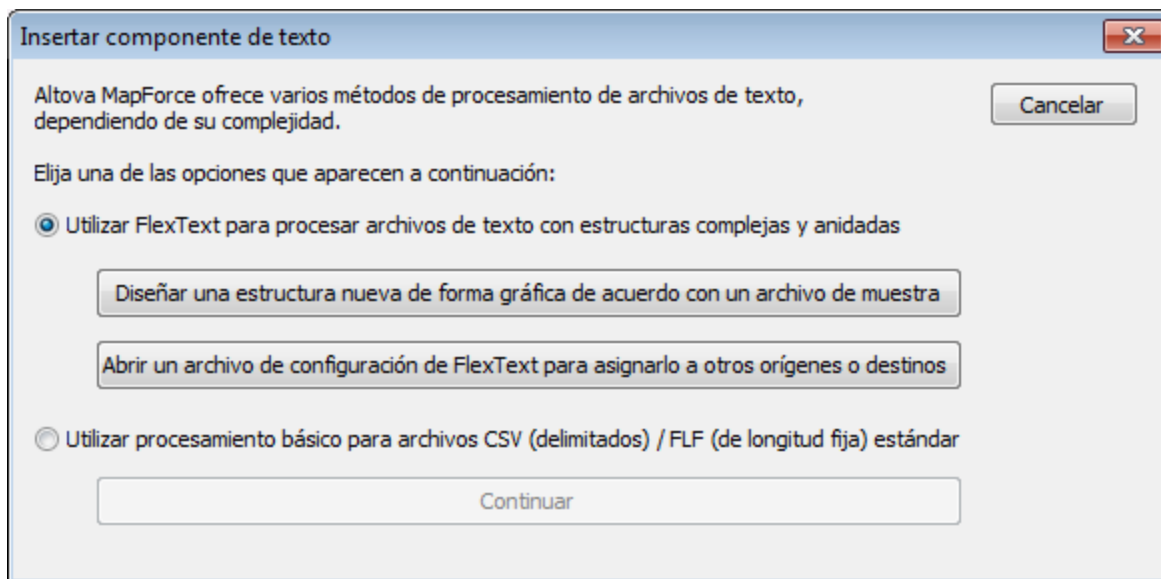 Insertar componente de texto
Altova MapForce ofrece varios métodos de procesamiento de archivos de texto,
dependiendo de su complejidad.
Cancelar
Elija una de las opciones que aparecen a continuación:
Utilizar FlexText para procesar archivos de texto con estructuras complejas y anidadas
Diseñar una estructura nueva de forma gráfica de acuerdo con un archivo de muestra
Abrir un archivo de configuración de FlexText para asignarlo a otros orígenes o destinos
Utilizar procesamiento básico para archivos CSV (delimitados) / FLF (de longitud fija) estándar
Continuar